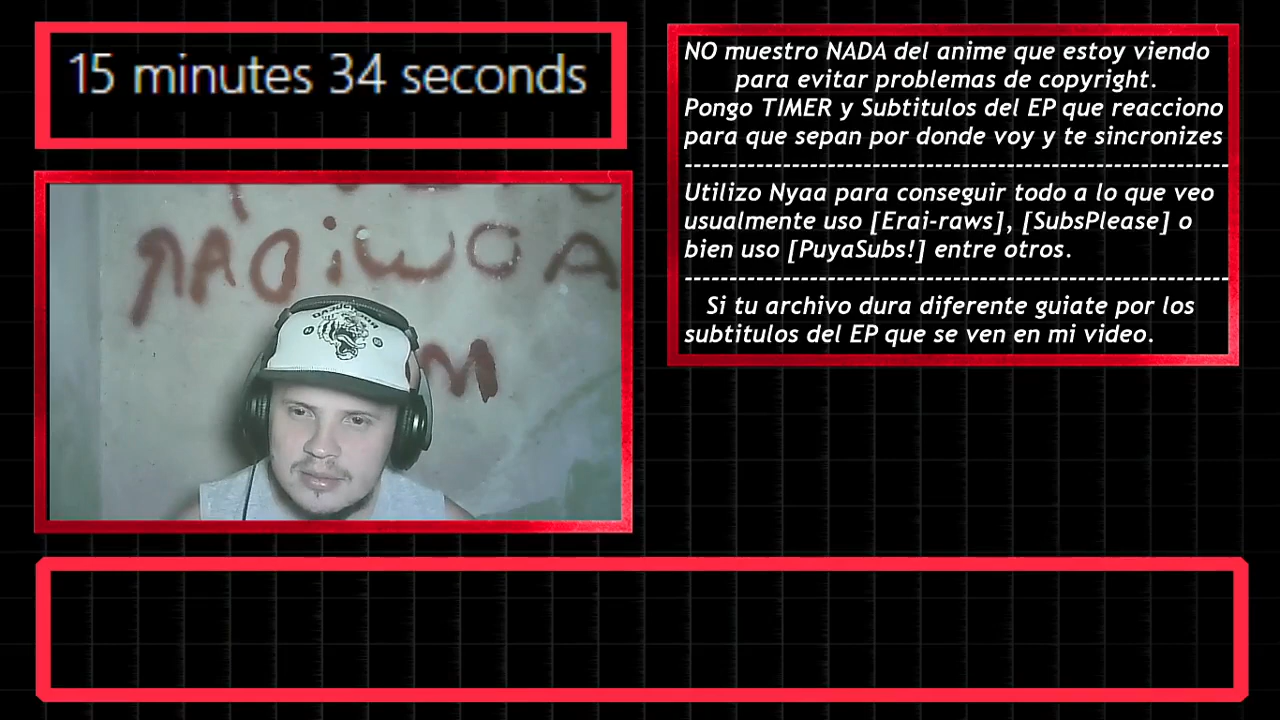 15 minutes 34 seconds
NO muestro NADA del anime que estoy viendo
para evitar problemas de copyright.
Pongo TIMER y Subtitulos del EP que reacciono
para que sepan por donde voy y te sincronizes
Utilizo Nyaa para conseguir todo a lo que veo
usualmente uso [Erai-raws], [SubsPlease] o
bien uso [PuyaSubs!] entre otros.
Si tu archivo dura diferente guiate por los
subtitulos del EP que se ven en mi video.